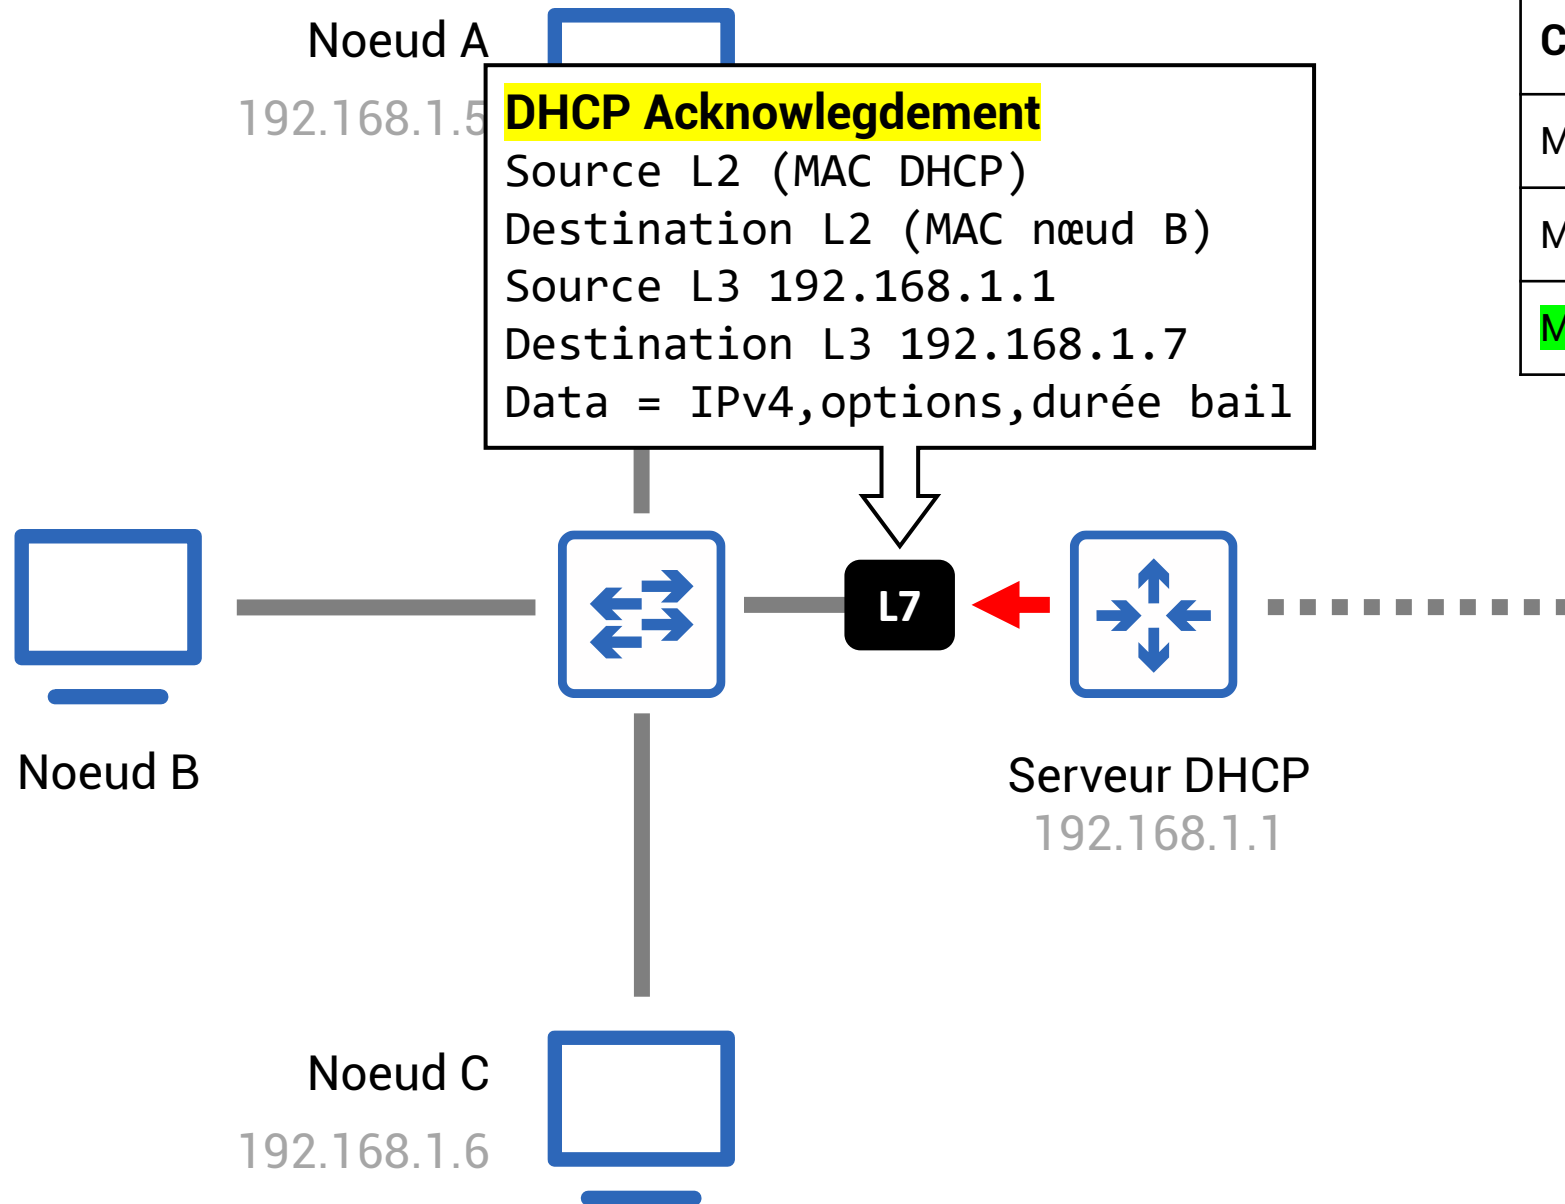 Noeud A
192.168.1.5
DHCP Acknowlegdement
Source L2 (MAC DHCP)
Destination L2 (MAC nœud B)
Source L3 192.168.1.1
Destination L3 192.168.1.7
Data = IPv4,options,durée bail
L7
Noeud B
Serveur DHCP
192.168.1.1
Noeud C
192.168.1.6